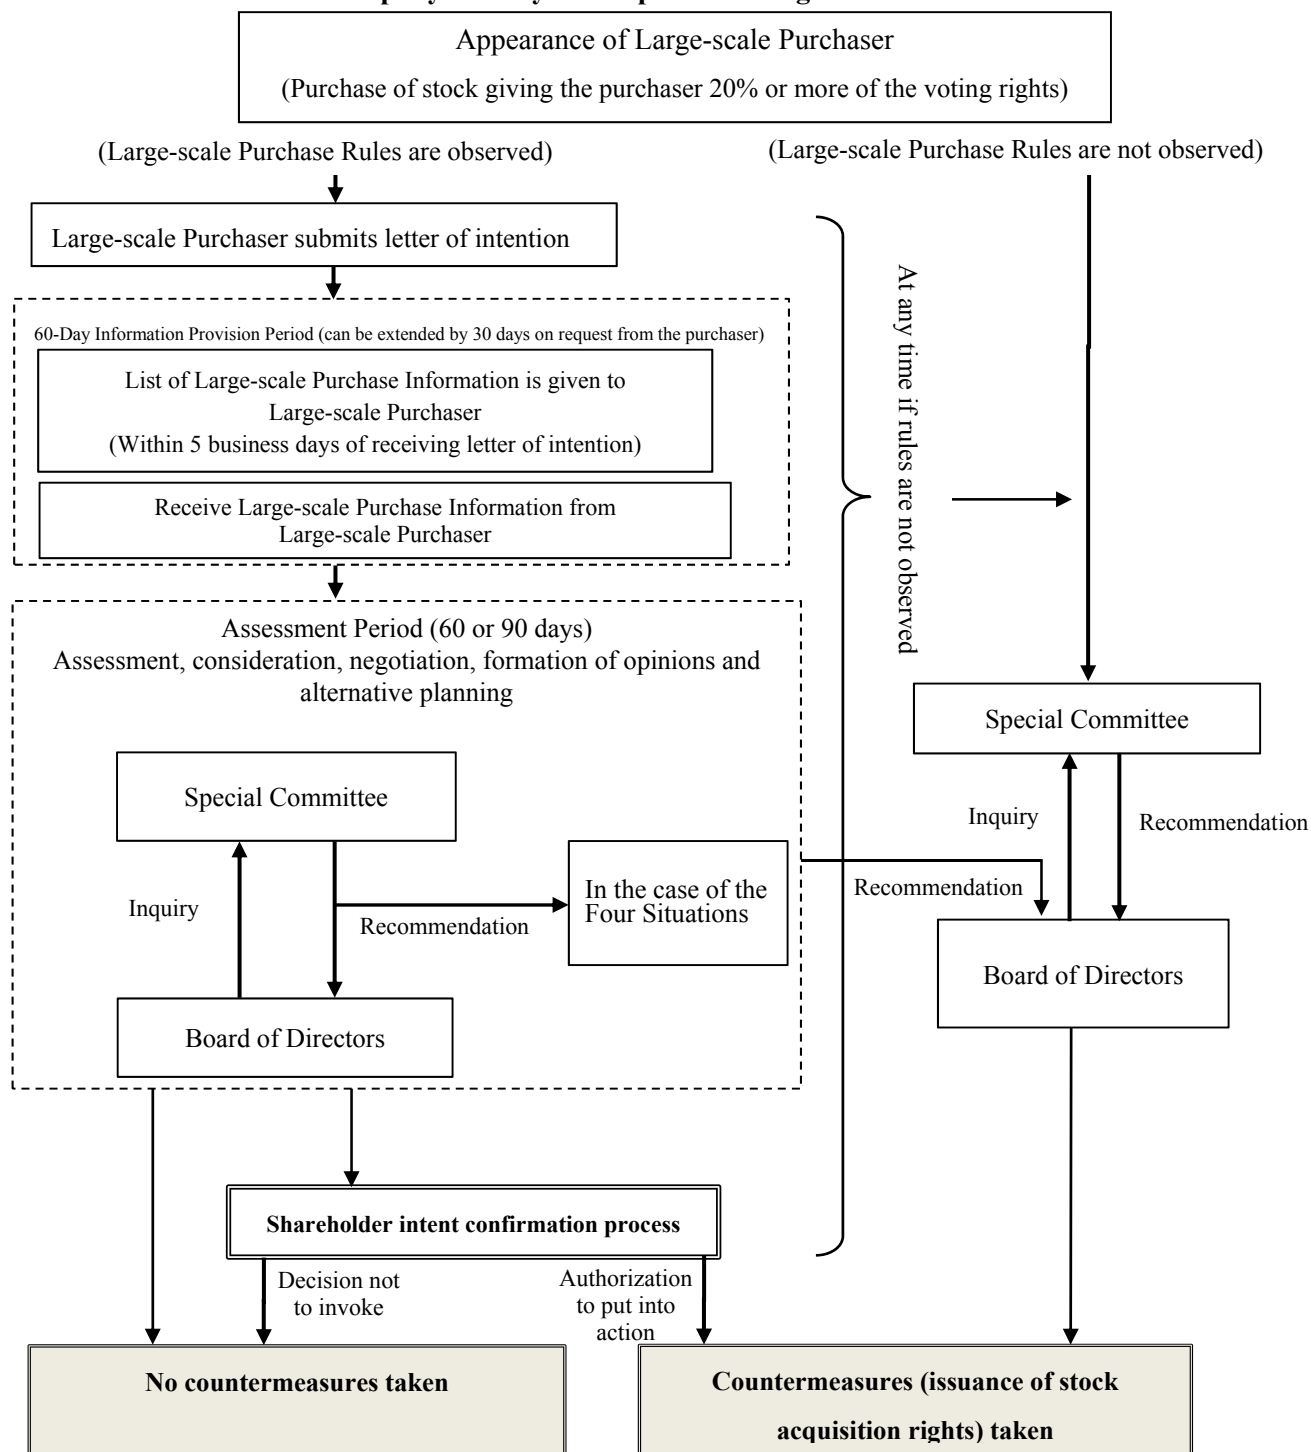 Appearance of Large-scale Purchaser
(Purchase of stock giving the purchaser 20% or more of the voting rights)
(Large-scale Purchase Rules are observed)
(Large-scale Purchase Rules are not observed)
Large-scale Purchaser submits letter of intention
60-Day Information Provision Period (can be extended by 30 days on request from the purchaser)
List of Large-scale Purchase Information is given to
Large-scale Purchaser
(Within 5 business days of receiving letter of intention)
Receive Large-scale Purchase Information from
Large-scale Purchaser
At any time if rules are not observed
Assessment Period (60 or 90 days)
Assessment, consideration, negotiation, formation of opinions and
alternative planning
Special Committee
Inquiry
Recommendation
In the case of the
Four Situations
Board of Directors
Special Committee
Inquiry
Recommendation
Recommendation
Board of Directors
Shareholder intent confirmation process
Decision not
to invoke
Authorization
to put into
action
No countermeasures taken
Countermeasures (issuance of stock
acquisition rights) taken